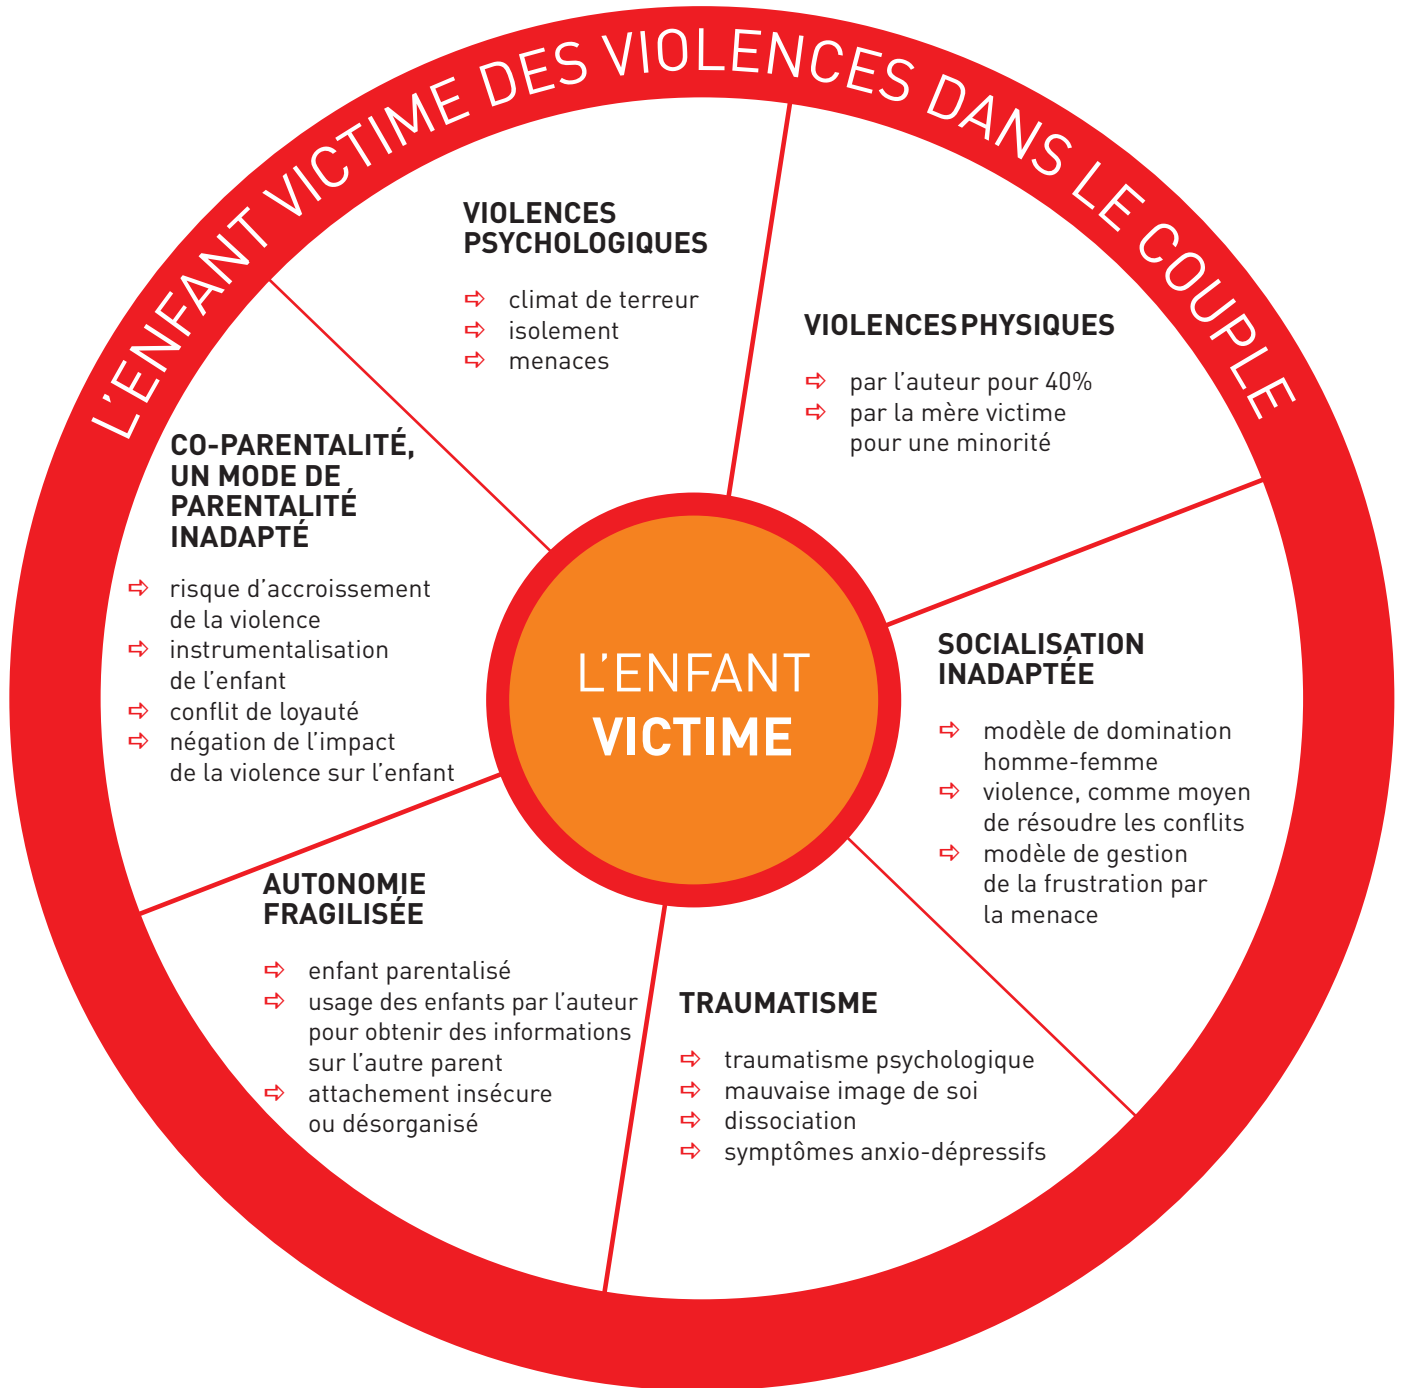 L'ENFANT VICTIME DES VIOLENCES DANS LE COUPLE
VIOLENCES
PSYCHOLOGIQUES
⇨ climat de terreur
⇨ isolement
⇨ menaces
VIOLENCES PHYSIQUES
⇨ par l'auteur pour 40%
⇨ par la mère victime
pour une minorité
SOCIALISATION
INADAPTÉE
⇨ modèle de domination
homme-femme
⇨ violence, comme moyen
de résoudre les conflits
⇨ modèle de gestion
de la frustration par
la menace
TRAUMATISME
⇨ traumatisme psychologique
⇨ mauvaise image de soi
⇨ dissociation
⇨ symptômes anxio-dépressifs
AUTONOMIE
FRAGILISÉE
⇨ enfant parentalisé
⇨ usage des enfants par l'auteur
pour obtenir des informations
sur l'autre parent
⇨ attachement insécure
ou désorganisé
CO-PARENTALITÉ,
UN MODE DE
PARENTALITÉ
INADAPTÉ
⇨ risque d'accroissement
de la violence
⇨ instrumentalisation
de l'enfant
⇨ conflit de loyauté
⇨ négation de l'impact
de la violence sur l'enfant
L'ENFANT
VICTIME